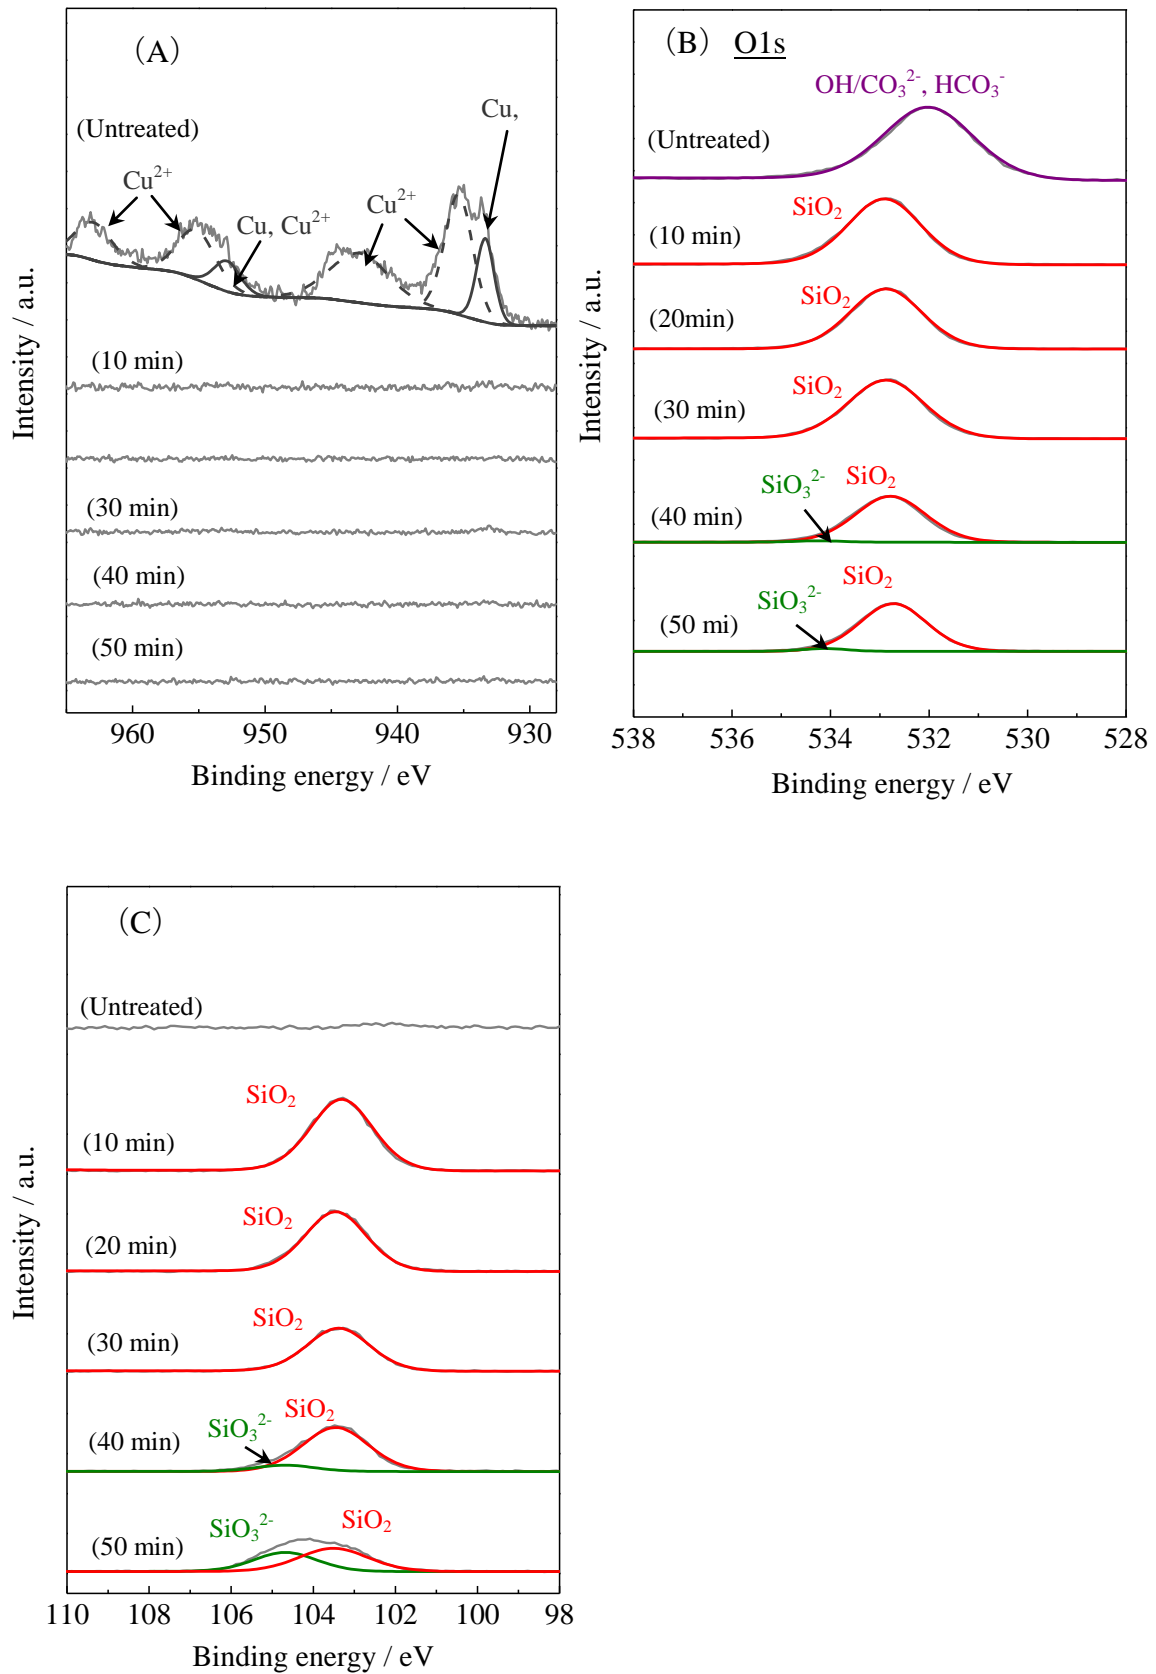 (A)
(Untreated)
Cu,
Cu²⁺
Cu, Cu²⁺
Cu²⁺
(10 min)
(30 min)
(40 min)
(50 min)
960 950 940 930
Binding energy / eV
Intensity / a.u.
(B) O1s
OH/CO₃²⁻, HCO₃⁻
(Untreated)
SiO₂
(10 min)
SiO₂
(20min)
SiO₂
(30 min)
SiO₃²⁻ SiO₂
(40 min)
SiO₃²⁻ SiO₂
(50 mi)
538 536 534 532 530 528
Binding energy / eV
Intensity / a.u.
(C)
(Untreated)
SiO₂
(10 min)
SiO₂
(20 min)
SiO₂
(30 min)
SiO₃²⁻ SiO₂
(40 min)
SiO₃²⁻ SiO₂
(50 min)
110 108 106 104 102 100 98
Binding energy / eV
Intensity / a.u.